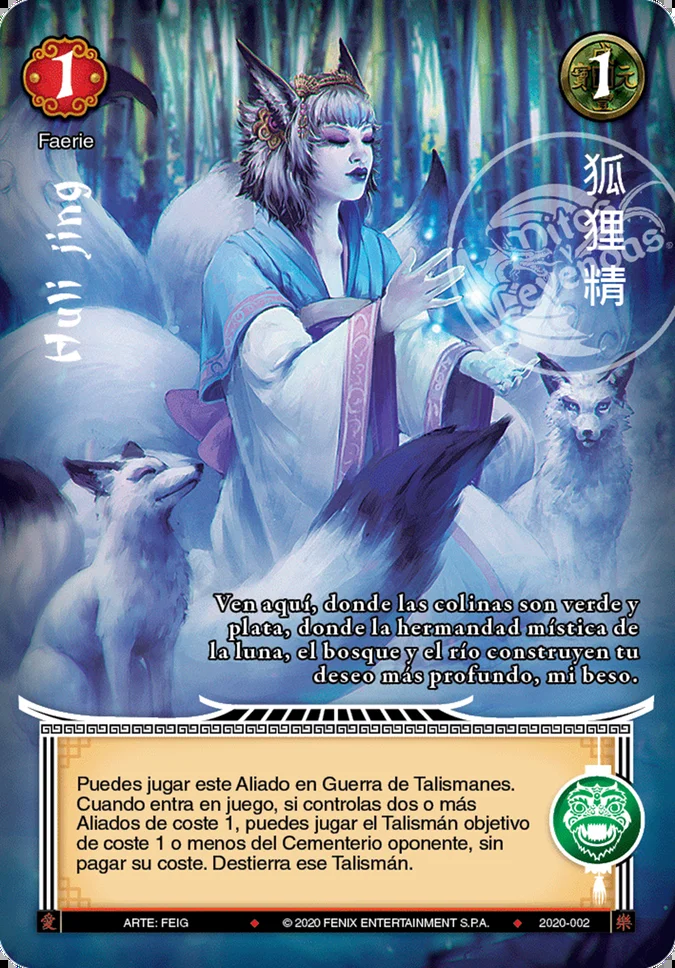 1
1
Faerie
Huli jing
狐狸精
Mitos
y
Leyendas®
Ven aquí, donde las colinas son verde y
plata, donde la hermandad mística de
la luna, el bosque y el río construyen tu
deseo más profundo, mi beso.
Puedes jugar este Aliado en Guerra de Talismanes.
Cuando entra en juego, si controlas dos o más
Aliados de coste 1, puedes jugar el Talismán objetivo
de coste 1 o menos del Cementerio oponente, sin
pagar su coste. Destierra ese Talismán.
愛 ARTE: FEIG © 2020 FENIX ENTERTAINMENT S.P.A. 2020-002 樂